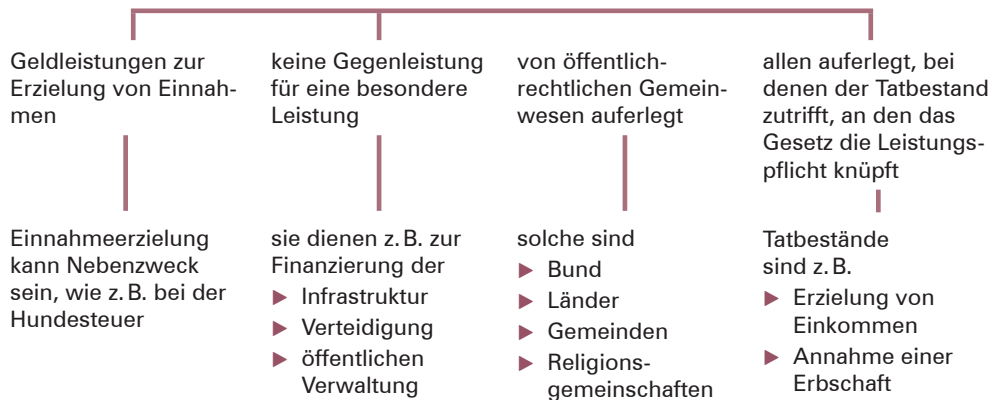 Geldleistungen zur
Erzielung von Einnah-
men
keine Gegenleistung
für eine besondere
Leistung
von öffentlich-
rechtlichen Gemein-
wesen auferlegt
allen auferlegt, bei
denen der Tatbestand
zutrifft, an den das
Gesetz die Leistungs-
pflicht knüpft
Einnahmeerzielung
kann Nebenzweck
sein, wie z. B. bei der
Hundesteuer
sie dienen z. B. zur
Finanzierung der
▶ Infrastruktur
▶ Verteidigung
▶ öffentlichen
Verwaltung
solche sind
▶ Bund
▶ Länder
▶ Gemeinden
▶ Religions-
gemeinschaften
Tatbestände
sind z. B.
▶ Erzielung von
Einkommen
▶ Annahme einer
Erbschaft